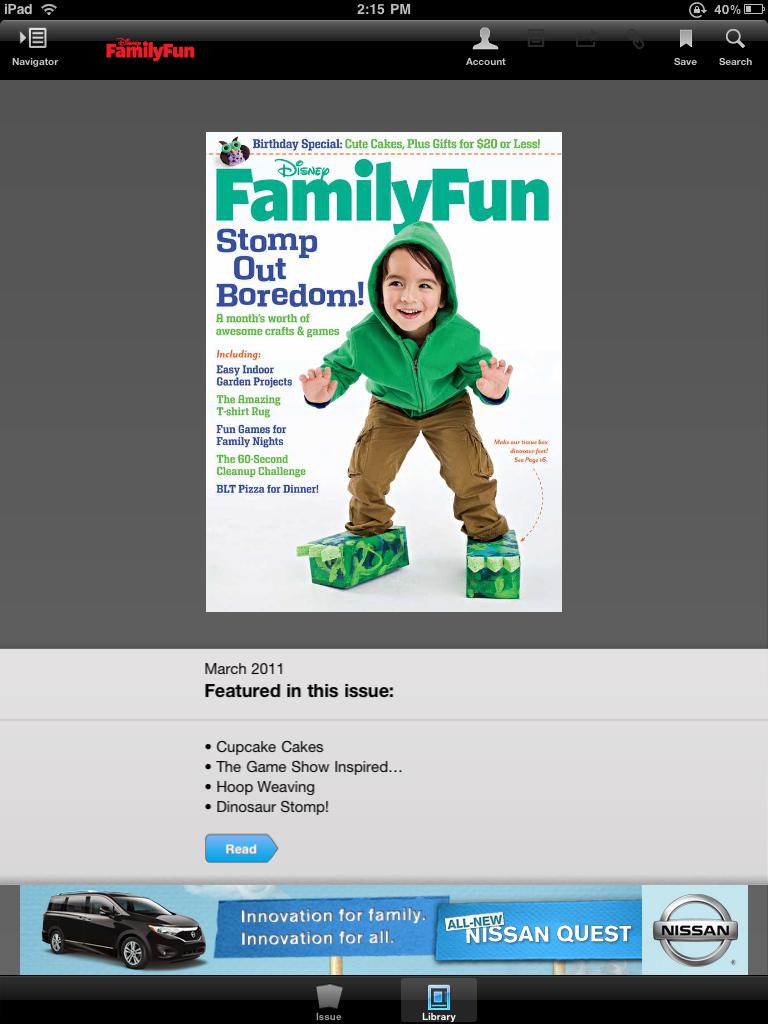 iPad 2:15 PM 40%
Navigator
Disney FamilyFun
Account
Save
Search
Birthday Special: Cute Cakes, Plus Gifts for $20 or Less!
Disney
FamilyFun
Stomp
Out
Boredom!
A month's worth of
awesome crafts & games
Including:
Easy Indoor
Garden Projects
The Amazing
T-shirt Rug
Fun Games for
Family Nights
The 60-Second
Cleanup Challenge
BLT Pizza for Dinner!
Make our tissue box
dinosaur feet!
See Page 16.
March 2011
Featured in this issue:
• Cupcake Cakes
• The Game Show Inspired…
• Hoop Weaving
• Dinosaur Stomp!
Read
Innovation for family.
Innovation for all.
ALL-NEW
NISSAN QUEST
NISSAN
®
Issue
Library